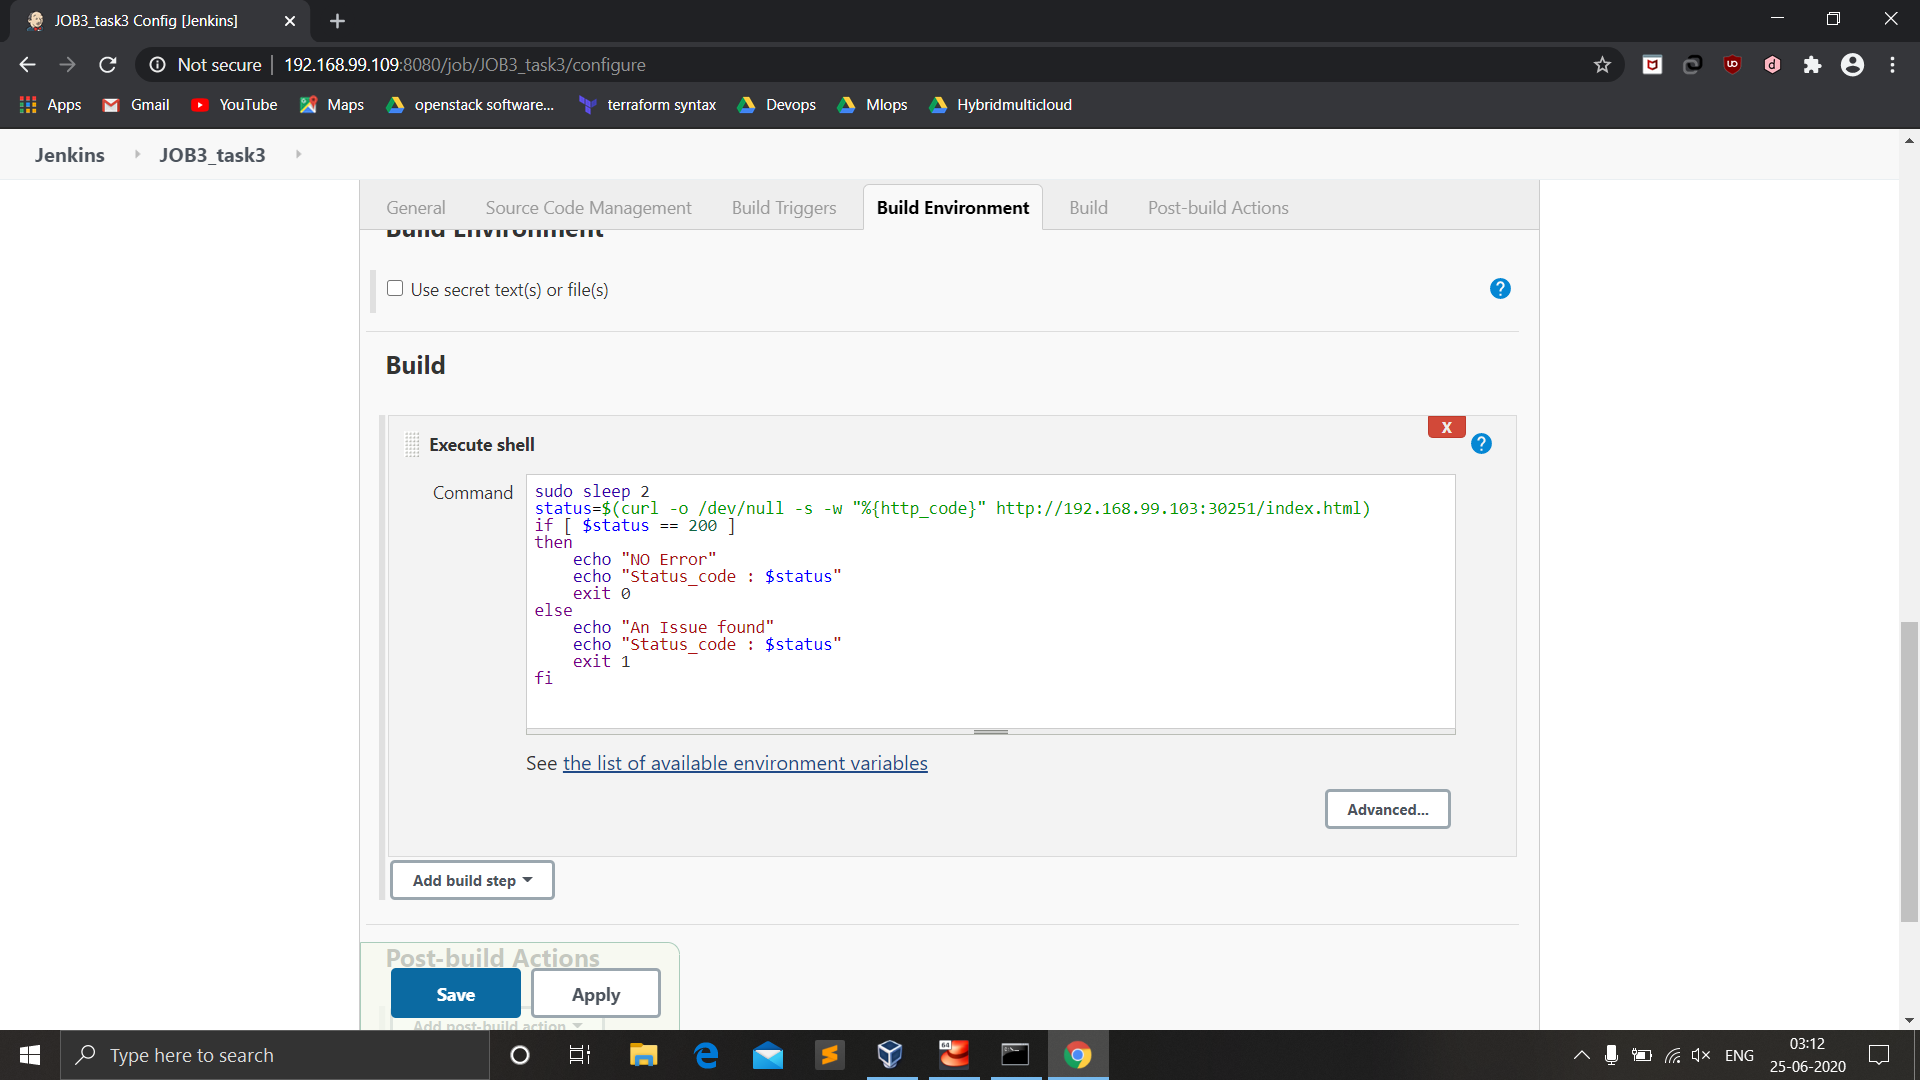 JOB3_task3 Config [Jenkins]
Not secure | 192.168.99.109:8080/job/JOB3_task3/configure
Apps Gmail YouTube Maps openstack software... terraform syntax Devops Mlops Hybridmulticloud
Jenkins JOB3_task3
General Source Code Management Build Triggers Build Environment Build Post-build Actions
Build Environment
Use secret text(s) or file(s)
?
Build
X
Execute shell
?
Command
sudo sleep 2
status=$(curl -o /dev/null -s -w "%{http_code}" http://192.168.99.103:30251/index.html)
if [ $status == 200 ]
then
echo "NO Error"
echo "Status_code : $status"
exit 0
else
echo "An Issue found"
echo "Status_code : $status"
exit 1
fi
See the list of available environment variables
Advanced...
Add build step
Post-build Actions
Save Apply
Add post-build action
Type here to search
64
ENG
03:12
25-06-2020